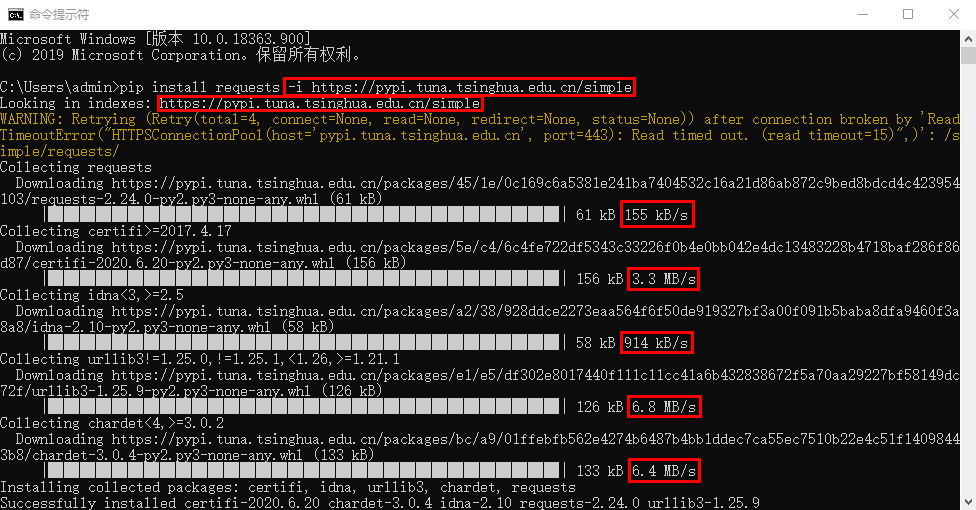 命令提示符
Microsoft Windows [版本 10.0.18363.900]
(c) 2019 Microsoft Corporation。保留所有权利。
C:\Users\admin>pip install requests -i https://pypi.tuna.tsinghua.edu.cn/simple
Looking in indexes: https://pypi.tuna.tsinghua.edu.cn/simple
WARNING: Retrying (Retry(total=4, connect=None, read=None, redirect=None, status=None)) after connection broken by 'Read
TimeoutError("HTTPSConnectionPool(host='pypi.tuna.tsinghua.edu.cn', port=443): Read timed out. (read timeout=15)",)': /s
imple/requests/
Collecting requests
Downloading https://pypi.tuna.tsinghua.edu.cn/packages/45/1e/0c169c6a5381e241ba7404532c16a21d86ab872c9bed8bdcd4c423954
103/requests-2.24.0-py2.py3-none-any.whl (61 kB)
61 kB 155 kB/s
Collecting certifi>=2017.4.17
Downloading https://pypi.tuna.tsinghua.edu.cn/packages/5e/c4/6c4fe722df5343c33226f0b4e0bb042e4dc13483228b4718baf286f86
d87/certifi-2020.6.20-py2.py3-none-any.whl (156 kB)
156 kB 3.3 MB/s
Collecting idna<3,>=2.5
Downloading https://pypi.tuna.tsinghua.edu.cn/packages/a2/38/928ddce2273eaa564f6f50de919327bf3a00f091b5baba8dfa9460f3a
8a8/idna-2.10-py2.py3-none-any.whl (58 kB)
58 kB 914 kB/s
Collecting urllib3!=1.25.0,!=1.25.1,<1.26,>=1.21.1
Downloading https://pypi.tuna.tsinghua.edu.cn/packages/e1/e5/df302e8017440f111c11cc41a6b432838672f5a70aa29227bf58149dc
72f/urllib3-1.25.9-py2.py3-none-any.whl (126 kB)
126 kB 6.8 MB/s
Collecting chardet<4,>=3.0.2
Downloading https://pypi.tuna.tsinghua.edu.cn/packages/bc/a9/01ffebfb562e4274b6487b4bb1ddec7ca55ec7510b22e4c51f1409844
3b8/chardet-3.0.4-py2.py3-none-any.whl (133 kB)
133 kB 6.4 MB/s
Installing collected packages: certifi, idna, urllib3, chardet, requests
Successfully installed certifi-2020.6.20 chardet-3.0.4 idna-2.10 requests-2.24.0 urllib3-1.25.9